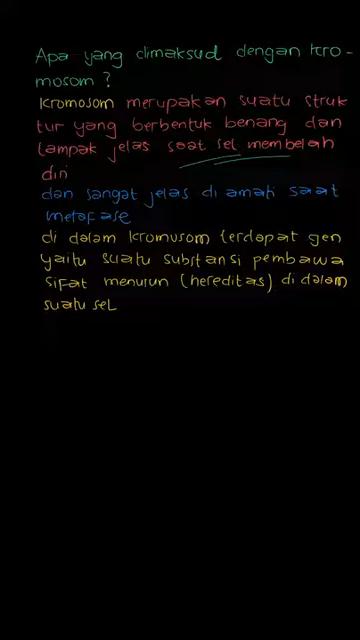 Apa yang dimaksud dengan kro-
mosom ?
Kromosom merupakan suatu struk
tur yang berbentuk benang dan
tampak jelas saat sel membelah
diri
dan sangat jelas di amati saat
metafase
di dalam kromosom terdapat gen
yaitu suatu substansi pembawa
sifat menurun (hereditas) di dalam
suatu sel